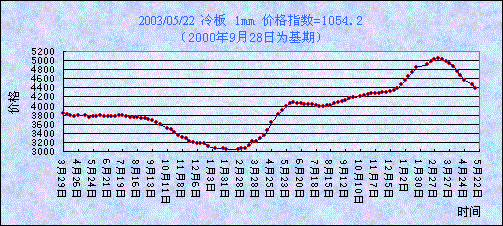 2003/05/22 冷板 1mm 价格指数=1054.2
(2000年9月28日为基期)
价格
5200
4800
4400
4000
3800
3600
3400
3200
3000
3月29日
4月26日
5月24日
6月21日
7月19日
8月16日
9月13日
10月11日
11月8日
12月5日
1月3日
1月31日
3月1日
3月28日
4月25日
5月23日
6月20日
7月18日
8月15日
9月12日
10月10日
11月7日
12月5日
1月2日
1月30日
2月27日
3月27日
4月24日
5月22日
时间